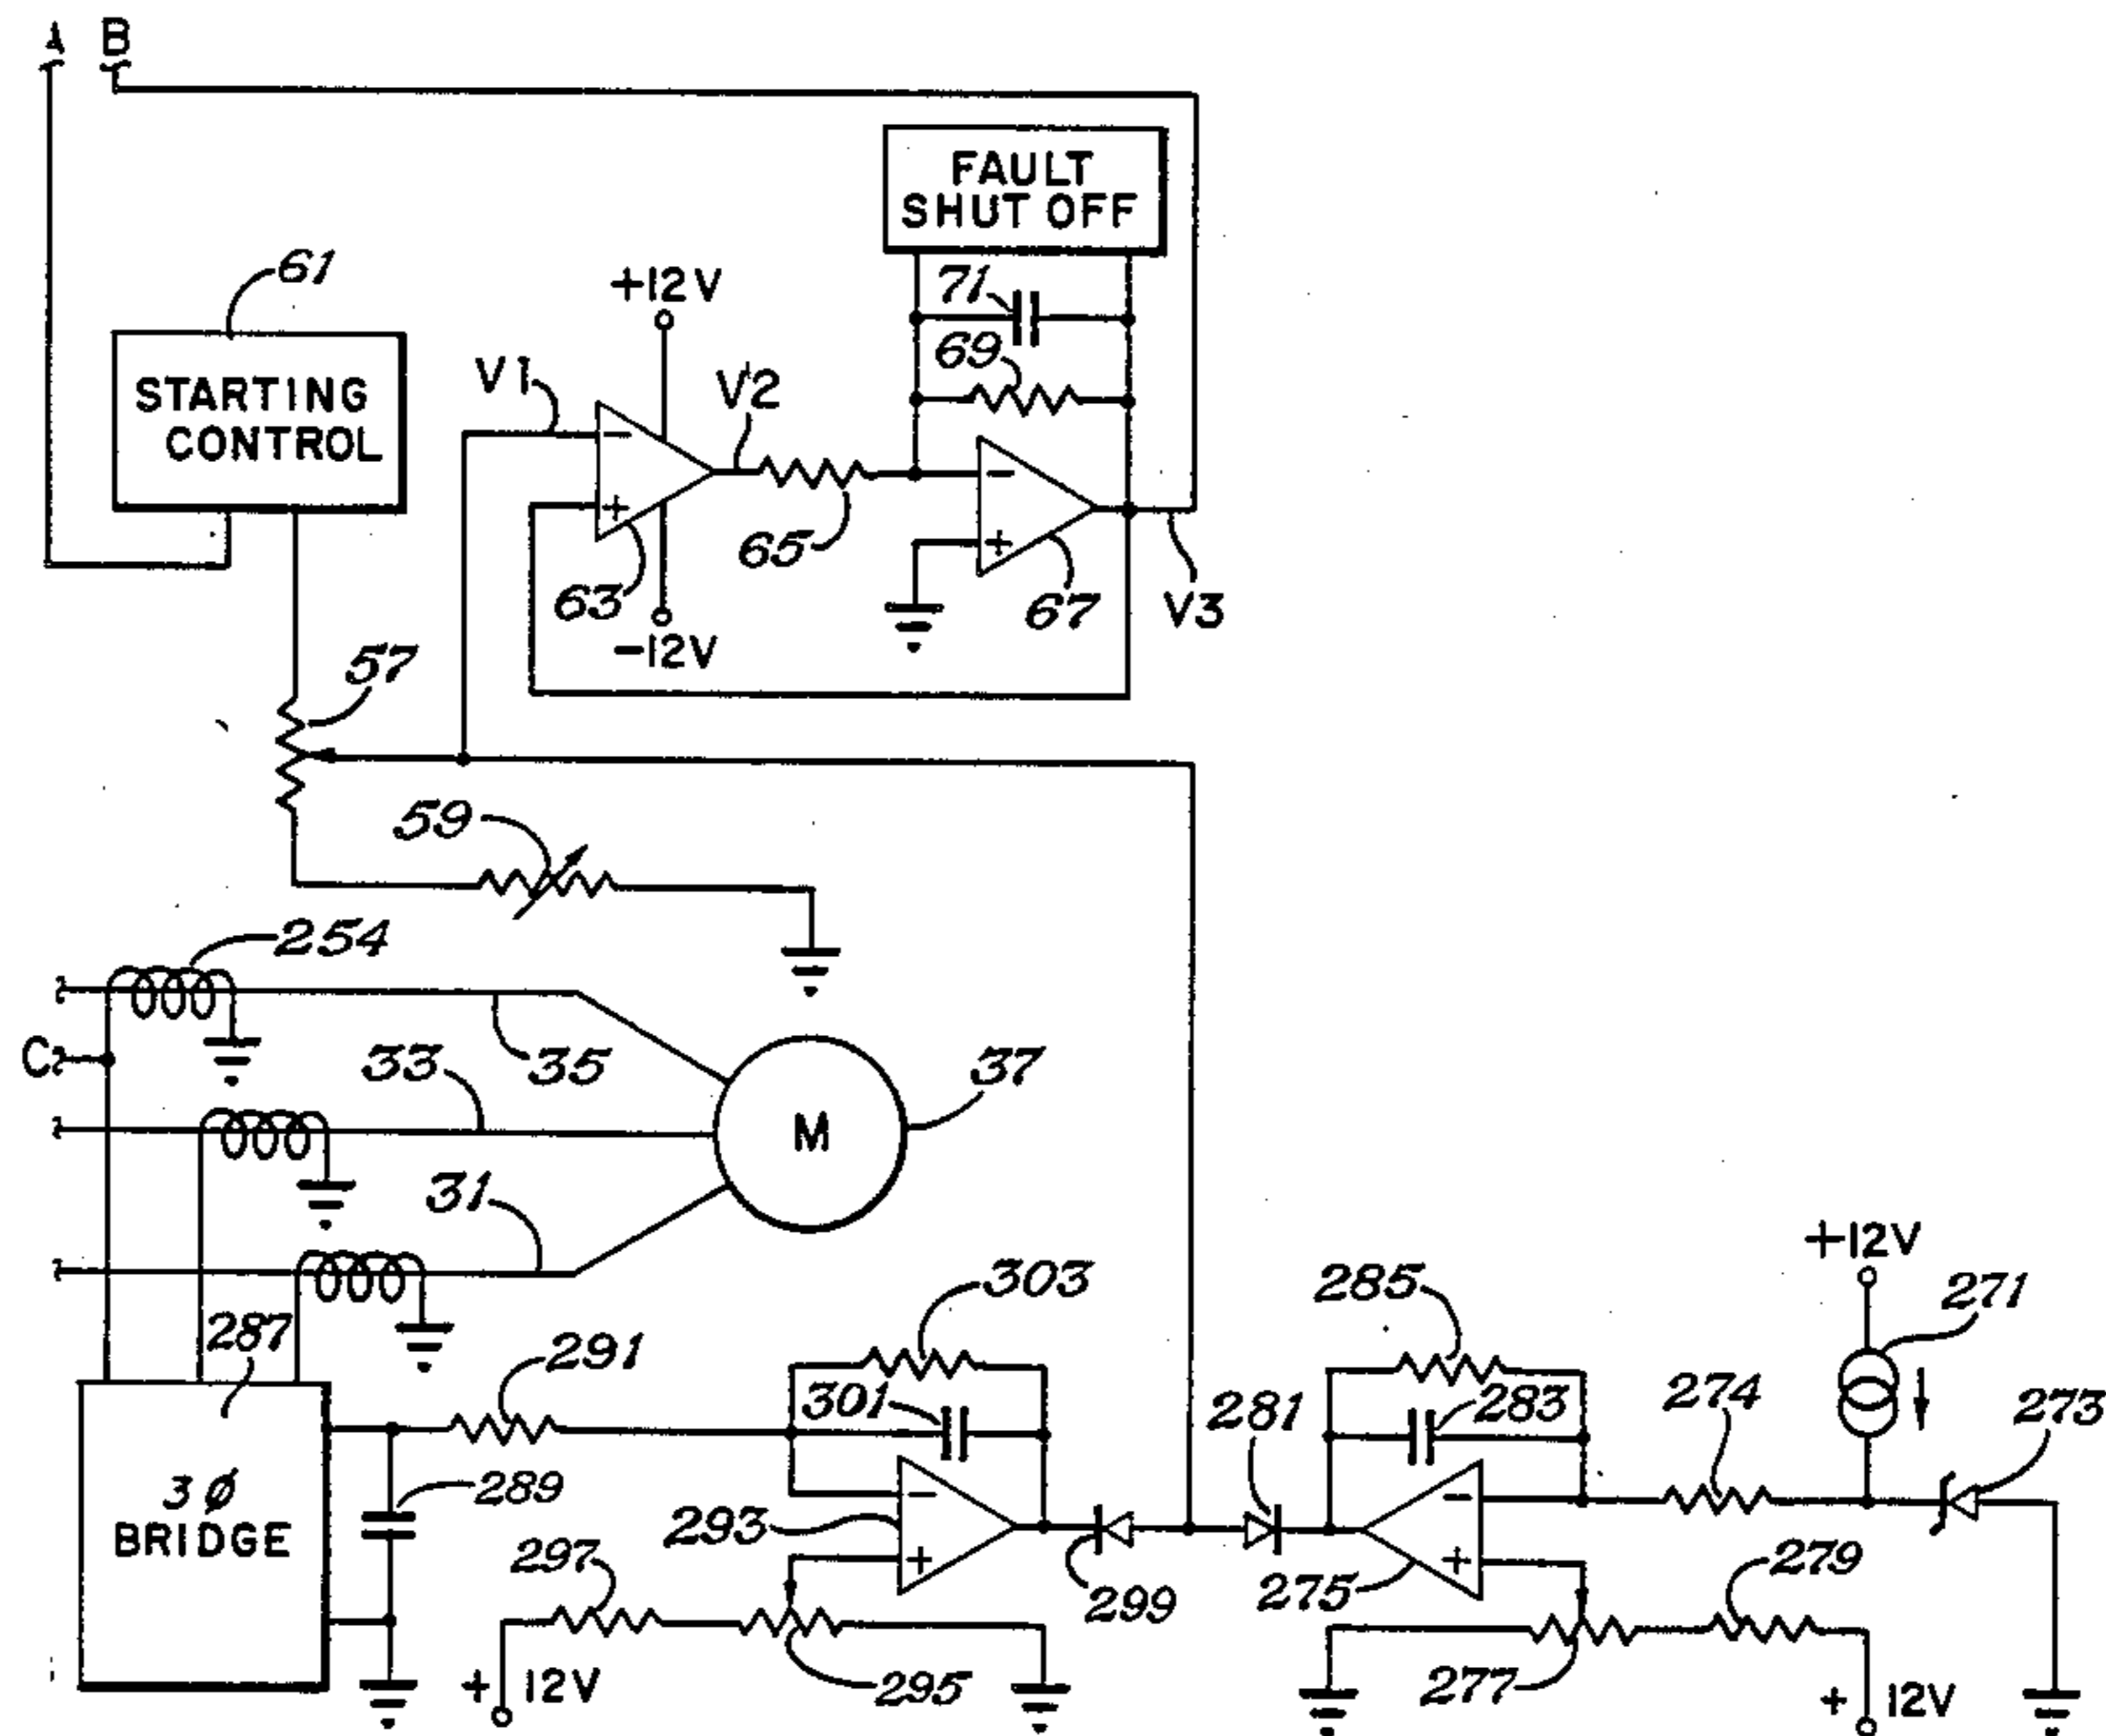 A B
FAULT
SHUT OFF
61
71
+12V
69
V1
V2
STARTING
CONTROL
-
+
-
+
65
63
67
V3
-12V
57
59
254
C
35
33
37
M
31
+12V
303
285
271
287
291
301
281
283
274
273
289
3Ø
BRIDGE
-
-
293
297
+
+
279
299
275
295
277
+ 12V
+ 12V